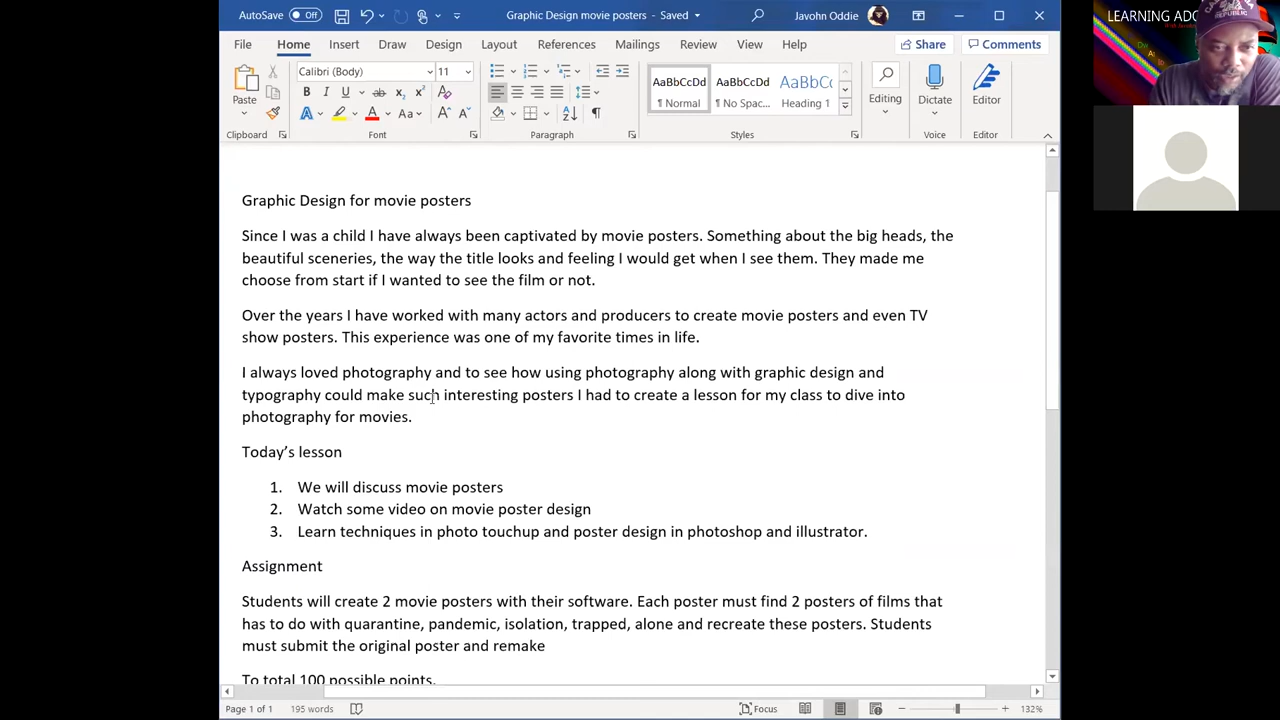 AutoSave Off Graphic Design movie posters - Saved Javohn Oddie
File Home Insert Draw Design Layout References Mailings Review View Help Share Comments
Calibri (Body) 11
AaBbCcDd AaBbCcDd AaBbCc
¶ Normal ¶ No Spac... Heading 1
Paste B I U ab x₂ x² Editing Dictate Editor
Clipboard Font Paragraph Styles Voice Editor
LEARNING ADO
Graphic Design for movie posters
Since I was a child I have always been captivated by movie posters. Something about the big heads, the
beautiful sceneries, the way the title looks and feeling I would get when I see them. They made me
choose from start if I wanted to see the film or not.
Over the years I have worked with many actors and producers to create movie posters and even TV
show posters. This experience was one of my favorite times in life.
I always loved photography and to see how using photography along with graphic design and
typography could make such interesting posters I had to create a lesson for my class to dive into
photography for movies.
Today's lesson
1. We will discuss movie posters
2. Watch some video on movie poster design
3. Learn techniques in photo touchup and poster design in photoshop and illustrator.
Assignment
Students will create 2 movie posters with their software. Each poster must find 2 posters of films that
has to do with quarantine, pandemic, isolation, trapped, alone and recreate these posters. Students
must submit the original poster and remake
To total 100 possible points.
Page 1 of 1 195 words Focus 132%